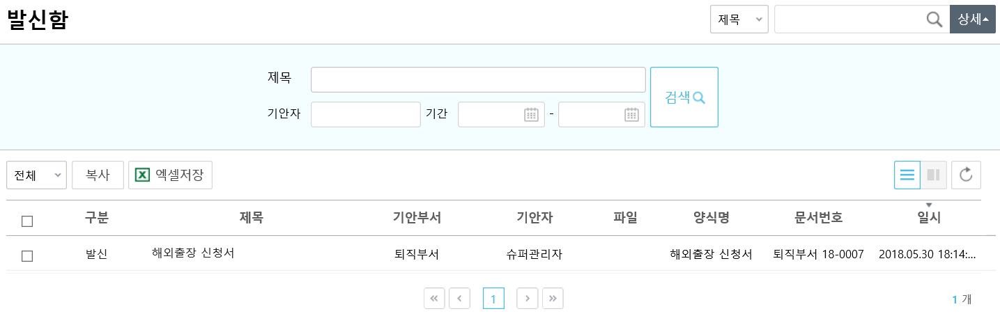 발신함 제목 상세
제목
검색
기안자 기간 -
전체 복사 엑셀저장
구분 제목 기안부서 기안자 파일 양식명 문서번호 일시
발신 해외출장 신청서 퇴직부서 슈퍼관리자 해외출장 신청서 퇴직부서 18-0007 2018.05.30 18:14:...
1 1 개